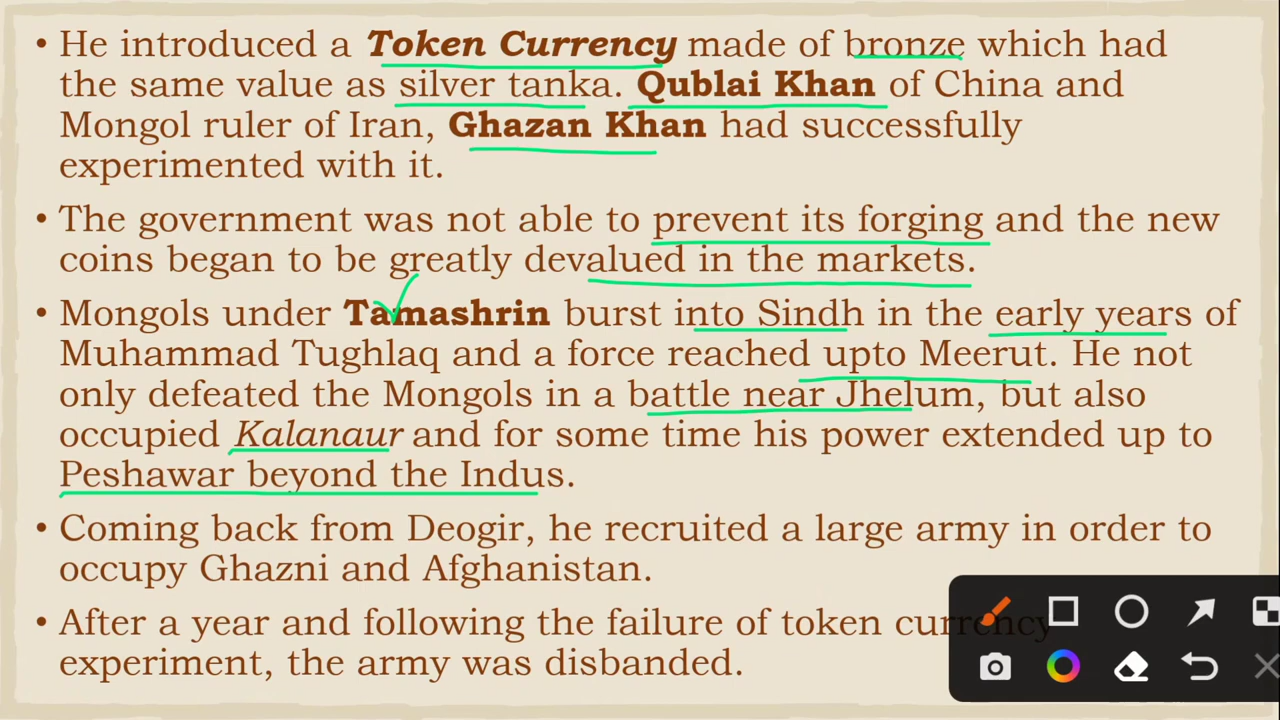 • He introduced a Token Currency made of bronze which had
the same value as silver tanka. Qublai Khan of China and
Mongol ruler of Iran, Ghazan Khan had successfully
experimented with it.
• The government was not able to prevent its forging and the new
coins began to be greatly devalued in the markets.
• Mongols under Tamashrin burst into Sindh in the early years of
Muhammad Tughlaq and a force reached upto Meerut. He not
only defeated the Mongols in a battle near Jhelum, but also
occupied Kalanaur and for some time his power extended up to
Peshawar beyond the Indus.
• Coming back from Deogir, he recruited a large army in order to
occupy Ghazni and Afghanistan.
• After a year and following the failure of token currency
experiment, the army was disbanded.